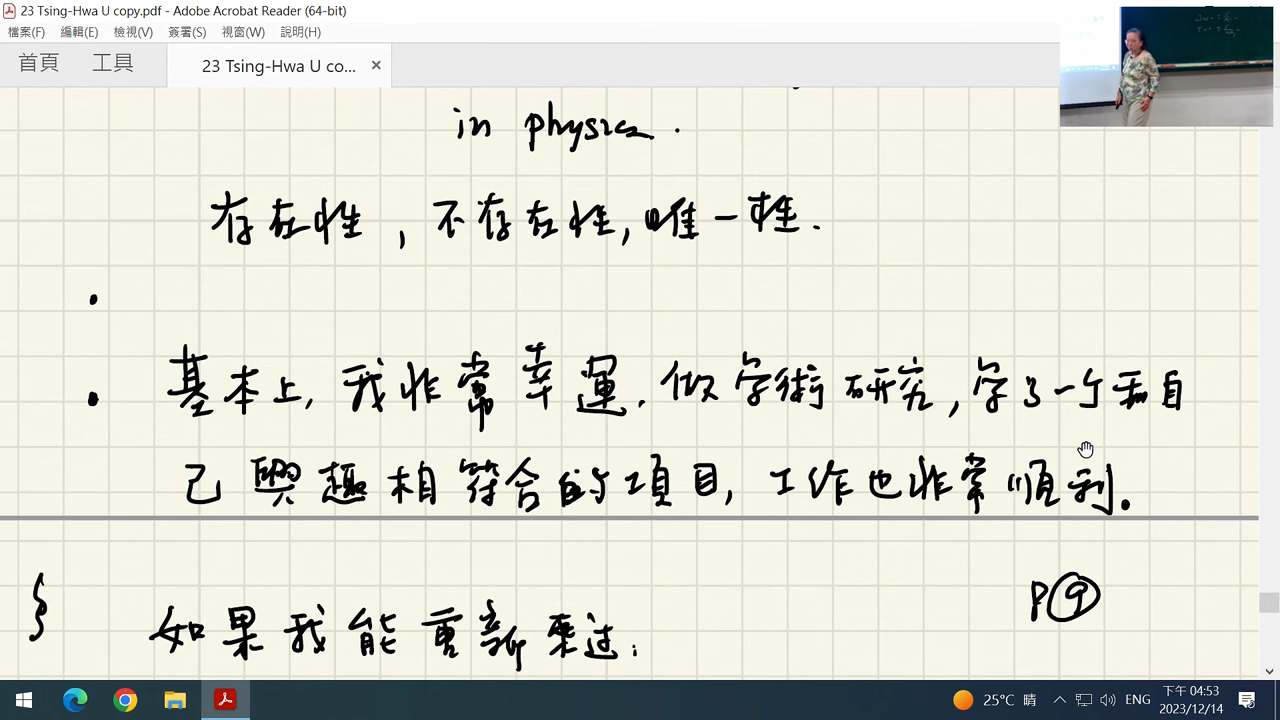 23 Tsing-Hwa U copy.pdf - Adobe Acrobat Reader (64-bit)
檔案(F) 編輯(E) 檢視(V) 簽署(S) 視窗(W) 說明(H)
首頁 工具 23 Tsing-Hwa U co... ×
in physics.
存在性, 不存在性, 唯一性.
• 基本上, 我非常幸運. 做学術研究, 学了一个和自
己興趣相符合的項目, 工作也非常順利.
P⑨
如果我能重新來过:
25°C 晴 ENG 下午 04:53
2023/12/14